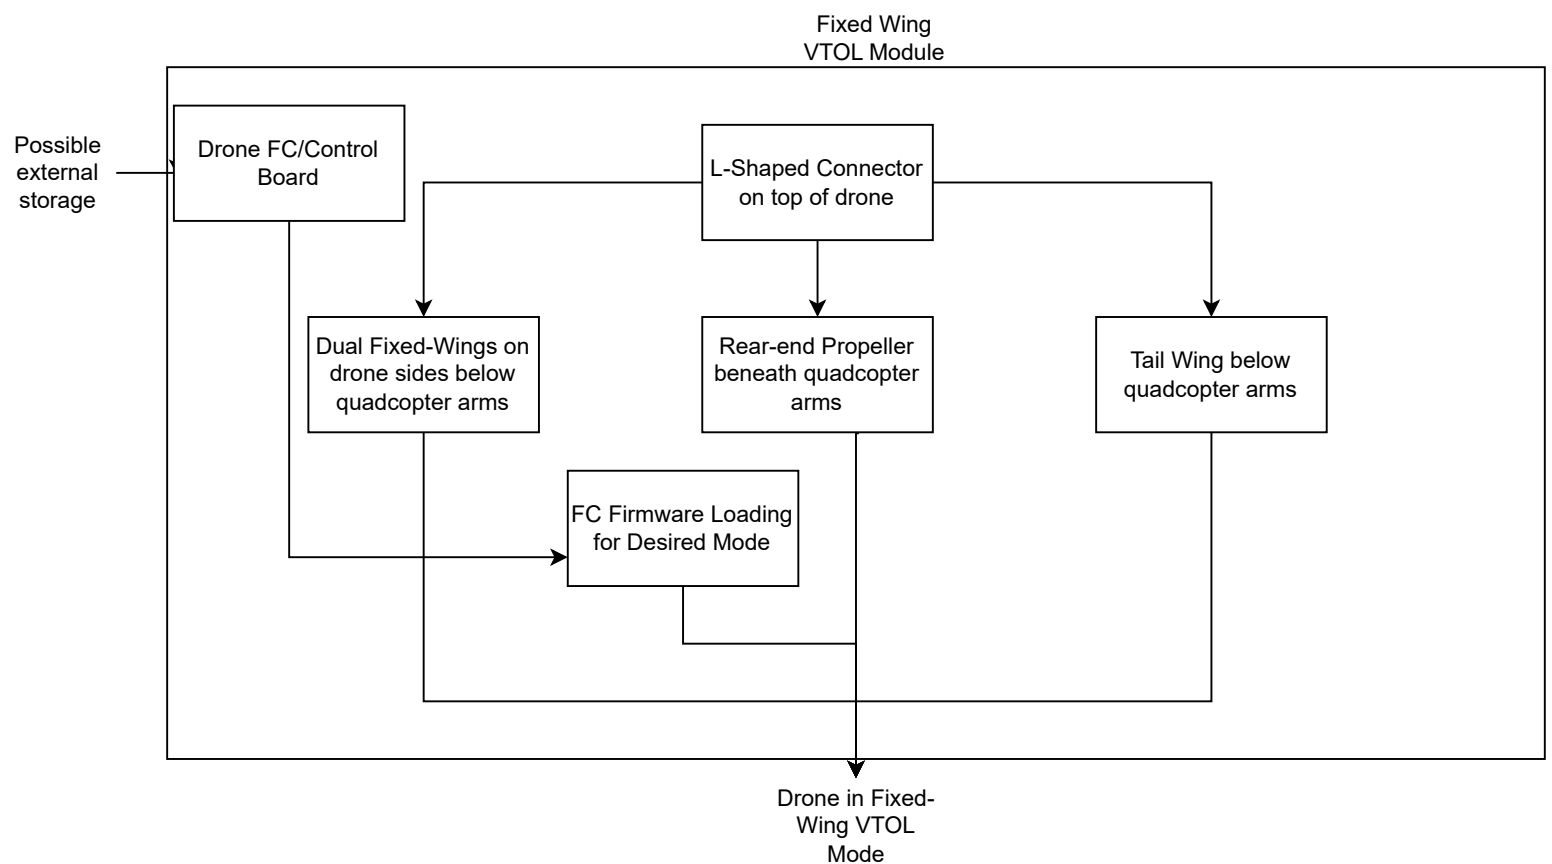 Fixed Wing
VTOL Module
Possible
external
storage
Drone FC/Control
Board
L-Shaped Connector
on top of drone
Dual Fixed-Wings on
drone sides below
quadcopter arms
Rear-end Propeller
beneath quadcopter
arms
Tail Wing below
quadcopter arms
FC Firmware Loading
for Desired Mode
Drone in Fixed-
Wing VTOL
Mode